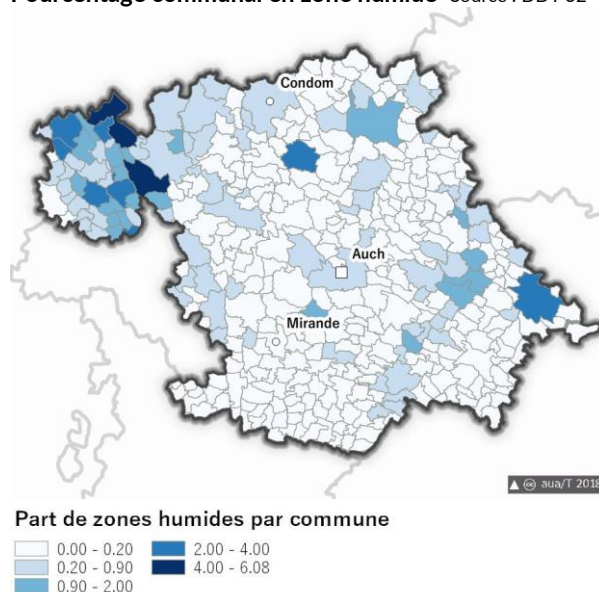 Pourcentage communal en zone humide Source : DDT 32
Condom
Auch
Mirande
aua/T 2018
Part de zones humides par commune
0.00 - 0.20
0.20 - 0.90
0.90 - 2.00
2.00 - 4.00
4.00 - 6.08